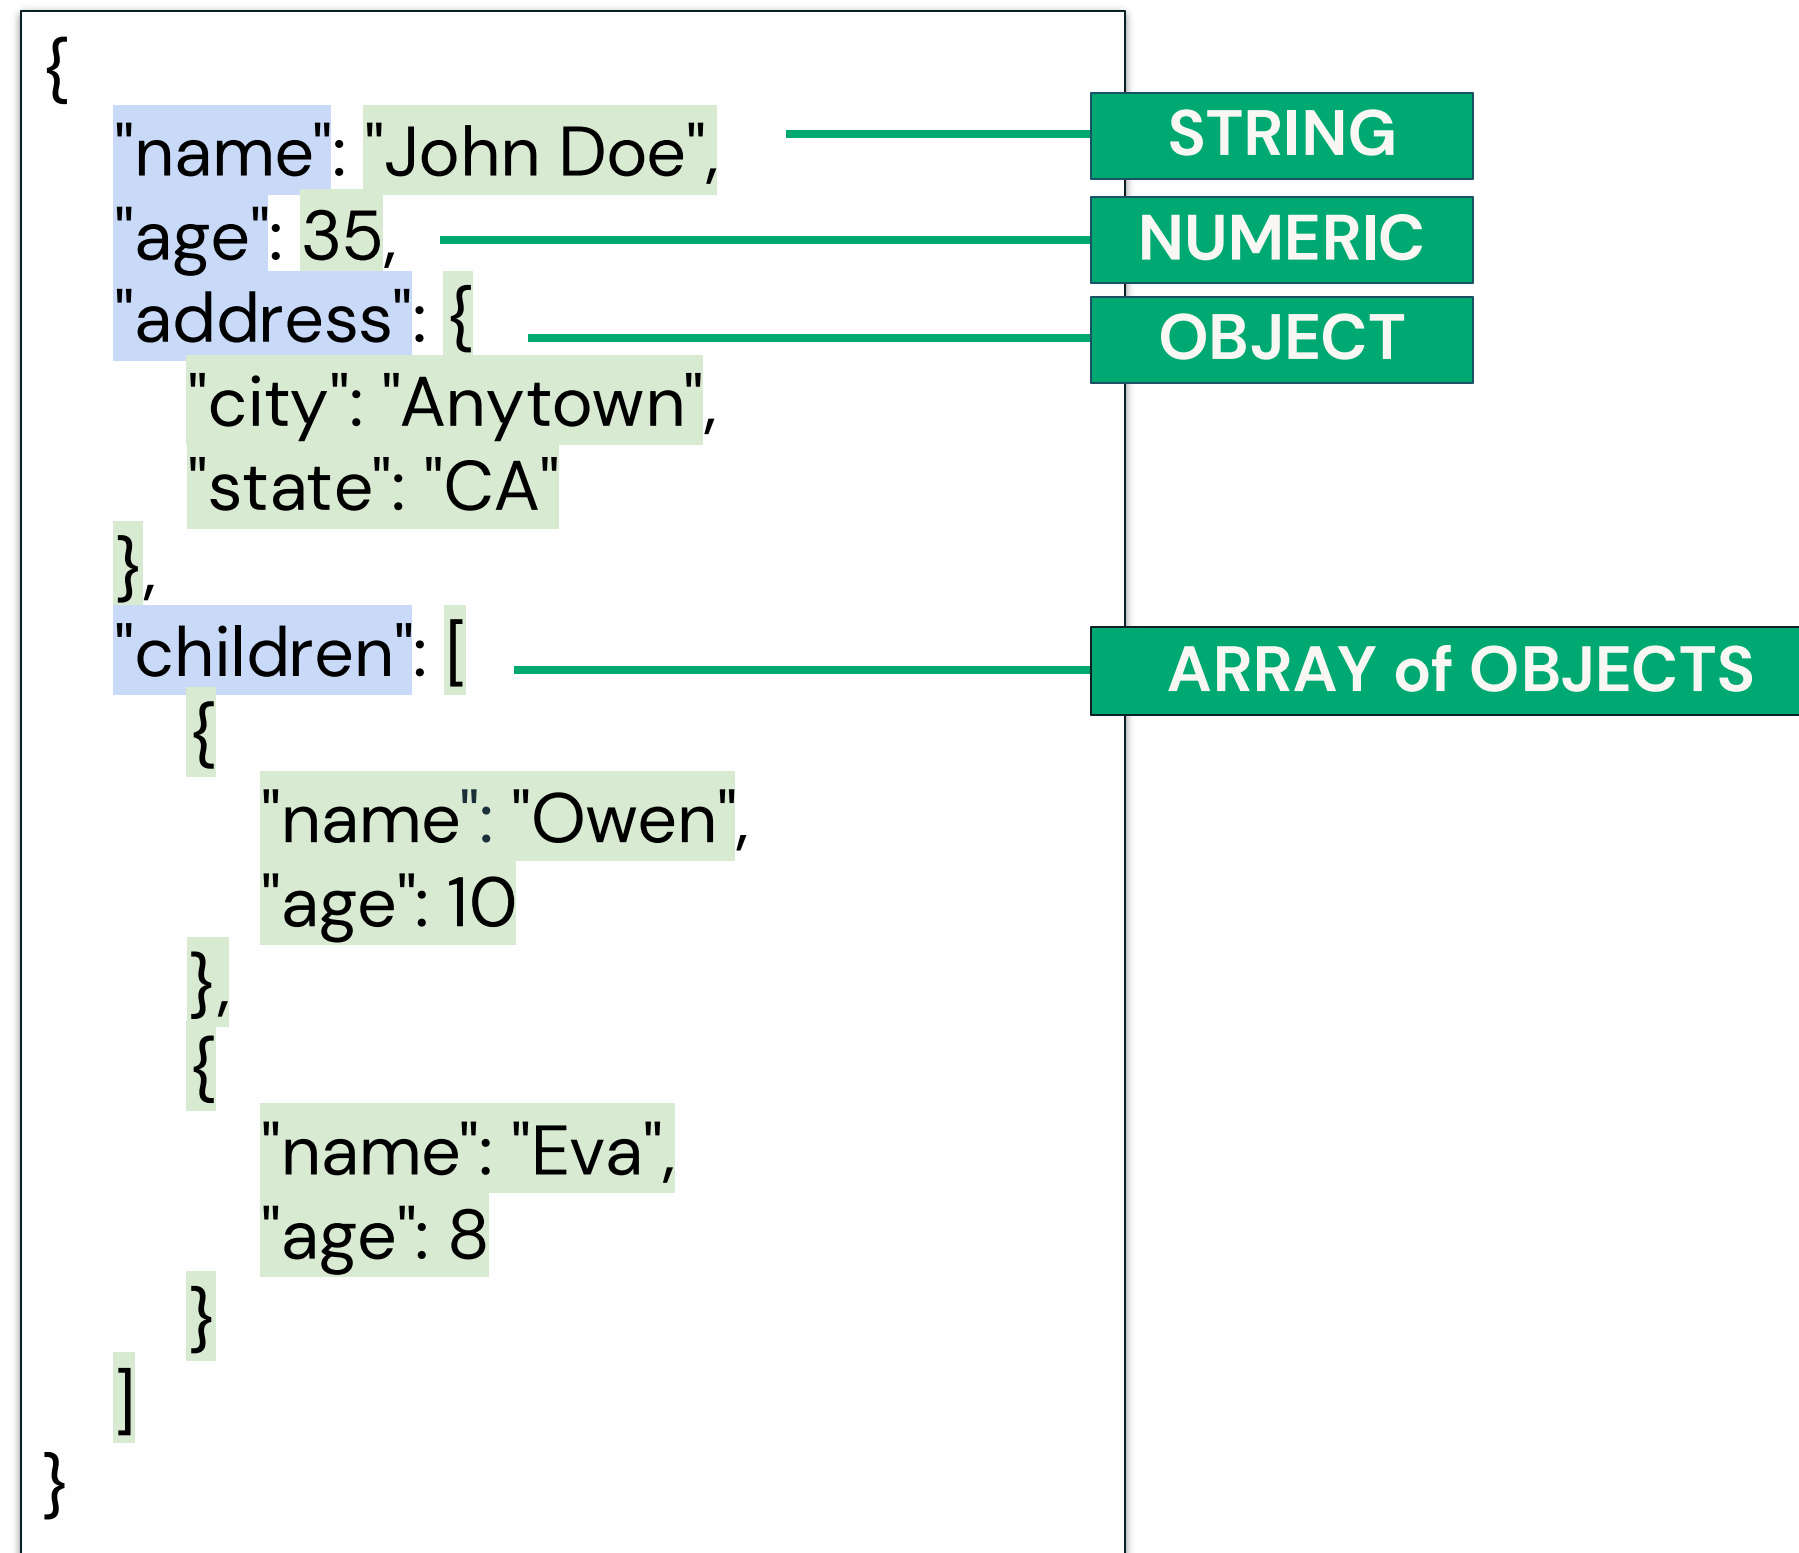 {
"name": "John Doe",
STRING
"age": 35,
NUMERIC
"address": {
OBJECT
"city": "Anytown",
"state": "CA"
},
"children": [
ARRAY of OBJECTS
{
"name": "Owen",
"age": 10
},
{
"name": "Eva",
"age": 8
}
]
}